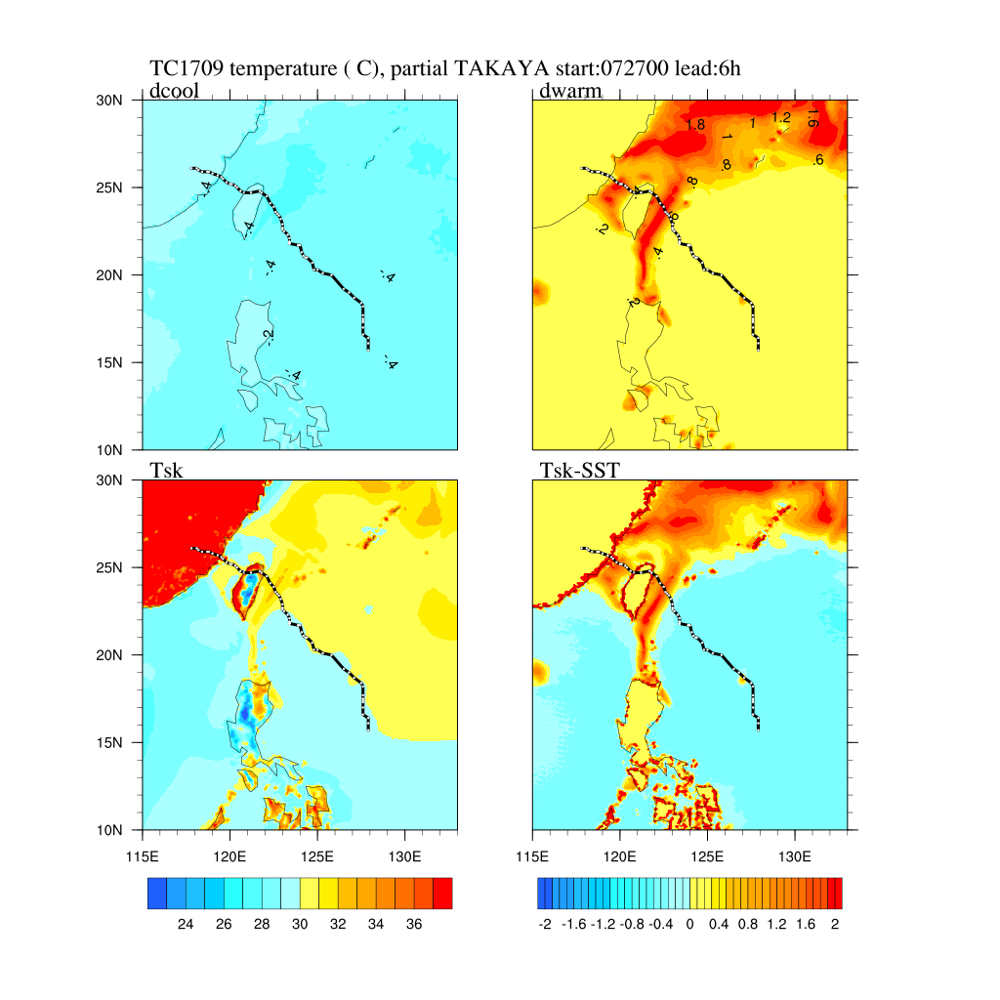 TC1709 temperature ( C), partial TAKAYA start:072700 lead:6h
dcool
dwarm
30N
25N
20N
15N
10N
-.4
.4
-.4
-.4
-.2
-.4
-.4
1.8
1
1.2
1.6
1
.8
.6
.8
.2
.4
.2
Tsk
Tsk-SST
30N
25N
20N
15N
10N
115E 120E 125E 130E
115E 120E 125E 130E
24 26 28 30 32 34 36
-2 -1.6 -1.2 -0.8 -0.4 0 0.4 0.8 1.2 1.6 2